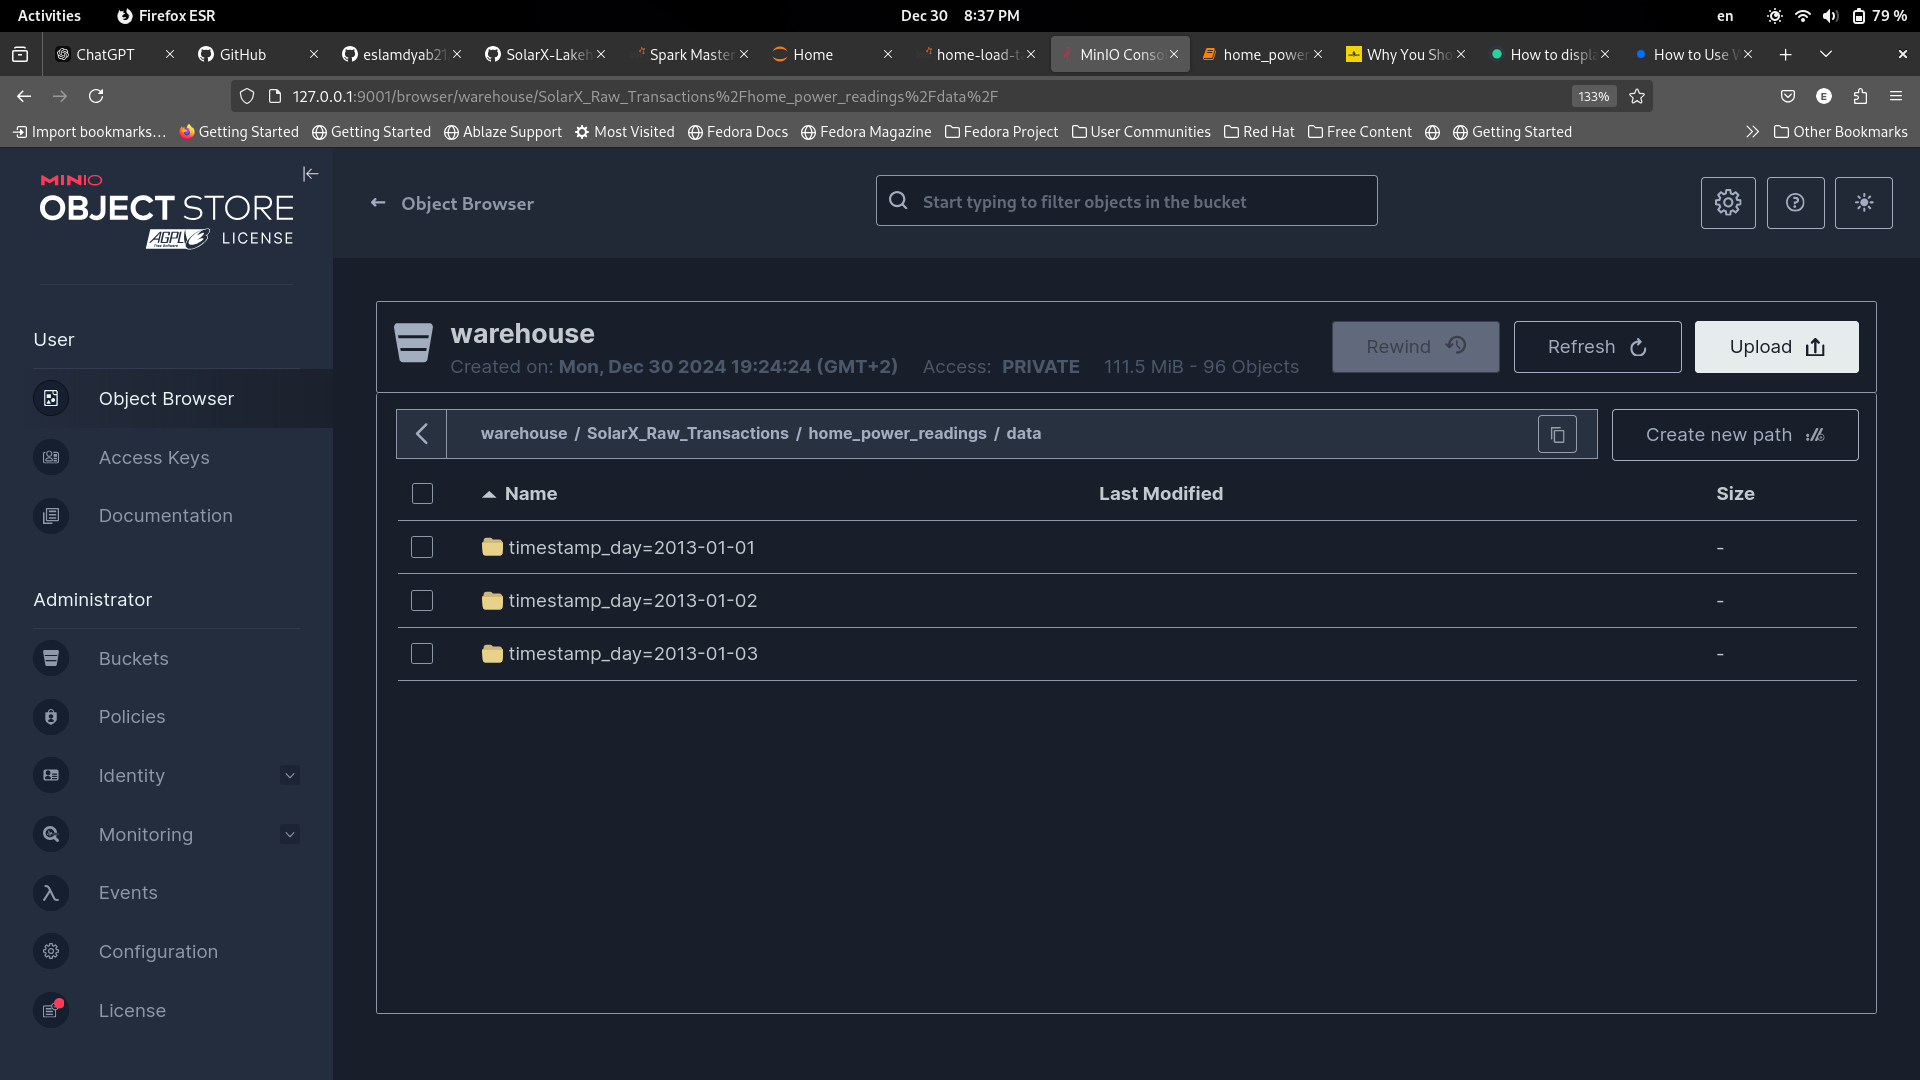 Activities Firefox ESR Dec 30 8:37 PM en 79 %
ChatGPT GitHub eslamdyab21 SolarX-Lakeh Spark Master Home home-load-t MinIO Conso home_power Why You Sho How to displa How to Use
127.0.0.1:9001/browser/warehouse/SolarX_Raw_Transactions%2Fhome_power_readings%2Fdata%2F 133% E
Import bookmarks... Getting Started Getting Started Ablaze Support Most Visited Fedora Docs Fedora Magazine Fedora Project User Communities Red Hat Free Content Getting Started Other Bookmarks
MINIO
OBJECT STORE
AGPL LICENSE
Object Browser
Start typing to filter objects in the bucket
User
Object Browser
Access Keys
Documentation
Administrator
Buckets
Policies
Identity
Monitoring
Events
Configuration
License
warehouse
Created on: Mon, Dec 30 2024 19:24:24 (GMT+2) Access: PRIVATE 111.5 MiB - 96 Objects
Rewind Refresh Upload
warehouse / SolarX_Raw_Transactions / home_power_readings / data
Create new path
Name Last Modified Size
timestamp_day=2013-01-01 -
timestamp_day=2013-01-02 -
timestamp_day=2013-01-03 -